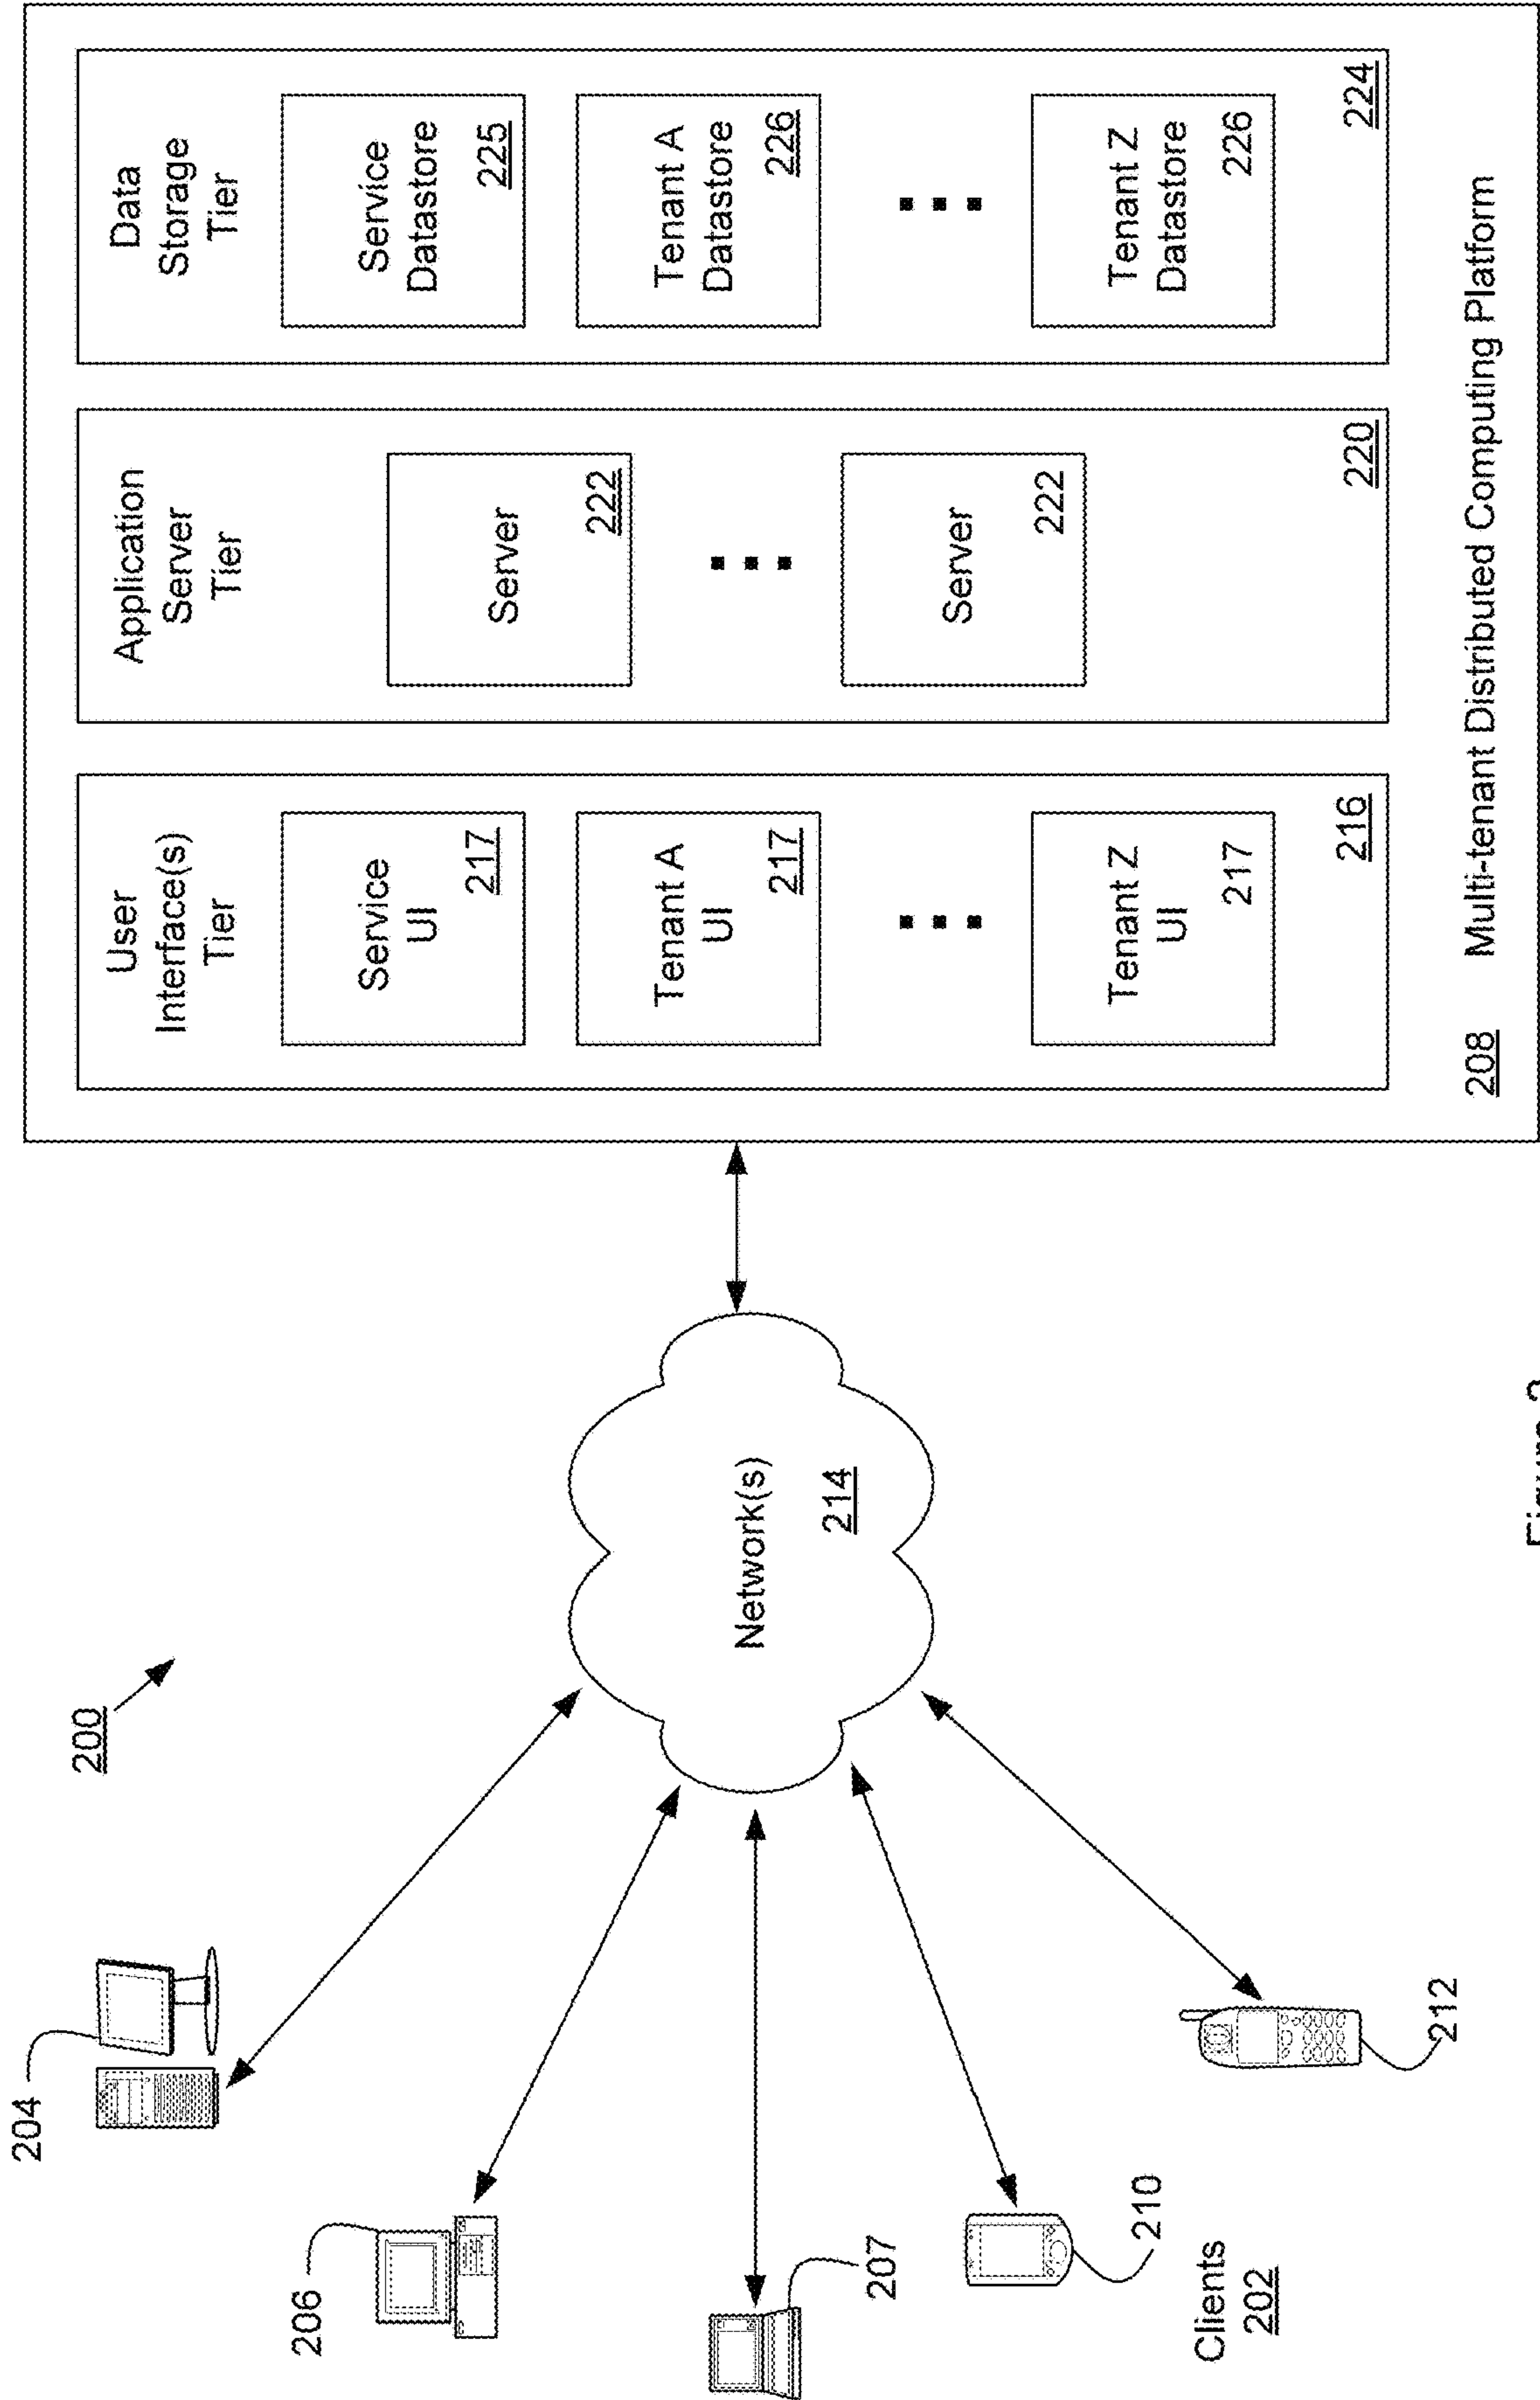 200
204
206
207
210
212
Clients
202
Network(s)
214
User
Interface(s)
Tier
Service
UI
217
Tenant A
UI
217
Tenant Z
UI
217
216
Application
Server
Tier
Server
222
Server
222
220
Data
Storage
Tier
Service
Datastore
225
Tenant A
Datastore
226
Tenant Z
Datastore
226
224
208 Multi-tenant Distributed Computing Platform